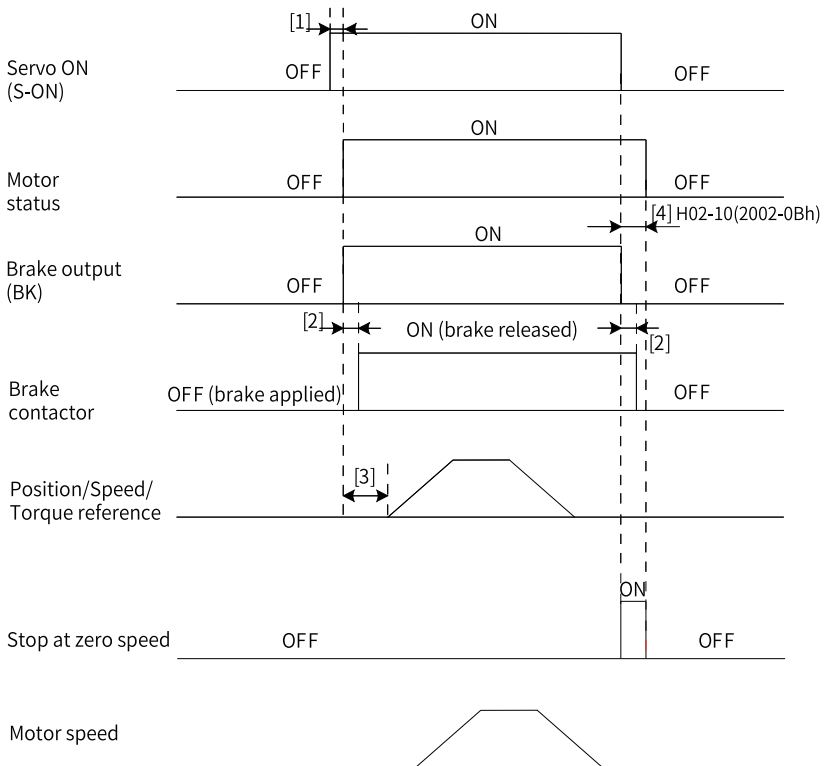 [1]
ON
Servo ON
(S-ON)
OFF
OFF
ON
Motor
status
OFF
OFF
[4] H02-10(2002-0Bh)
ON
Brake output
(BK)
OFF
OFF
[2]
ON (brake released)
[2]
Brake
contactor
OFF (brake applied)
OFF
[3]
Position/Speed/
Torque reference
ON
Stop at zero speed
OFF
OFF
Motor speed